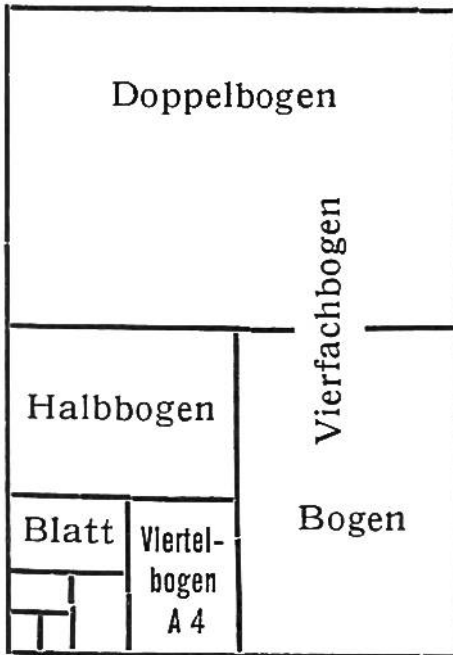 Doppelbogen
Vierfachbogen
Halbbogen
Bogen
Blatt
Viertel-
bogen
A 4